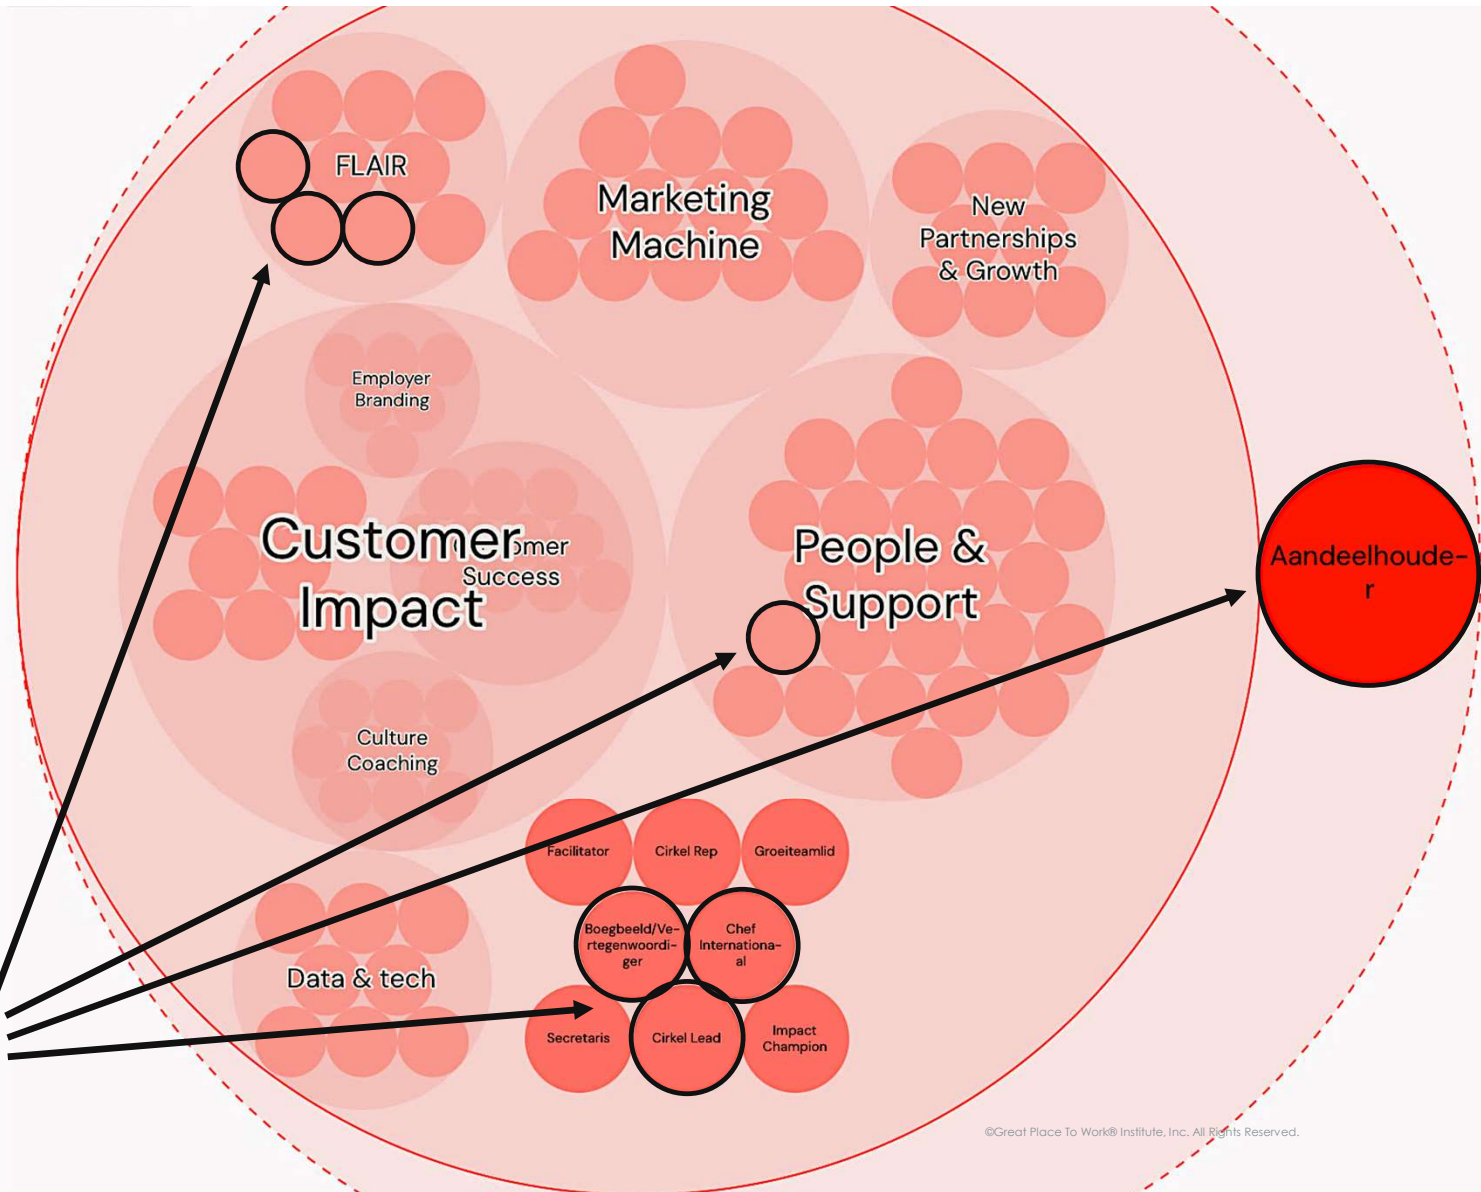 FLAIR
Marketing
Machine
New
Partnerships
& Growth
Employer
Branding
Customer
Impact
Success
People &
Support
Aandeelhoude-
r
Culture
Coaching
Facilitator
Cirkel Rep
Groeiteamlid
Boegbeeld/Ve-
rtegenwoordi-
ger
Chef
Internationa-
al
Data & tech
Secretaris
Cirkel Lead
Impact
Champion
©Great Place To Work® Institute, Inc. All Rights Reserved.